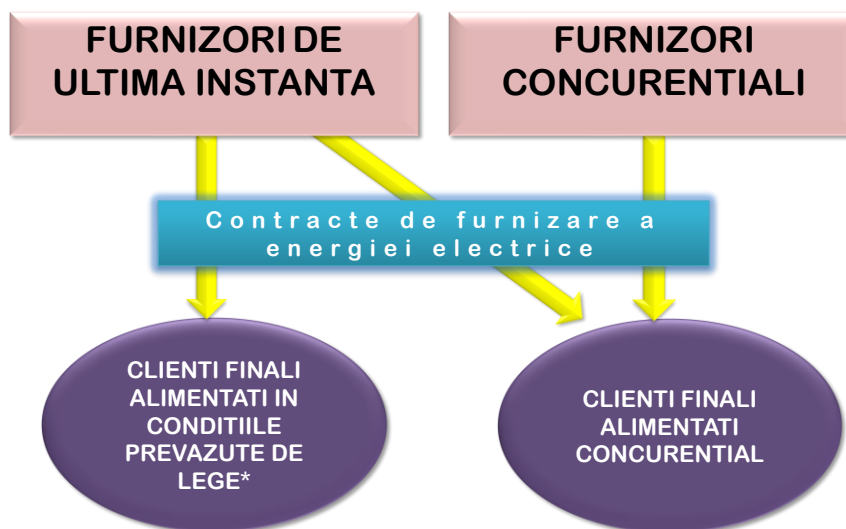 FURNIZORI DE
ULTIMA INSTANTA
FURNIZORI
CONCURENTIALI
Contracte de furnizare a
energiei electrice
CLIENTI FINALI
ALIMENTATI IN
CONDITIILE
PREVAZUTE DE
LEGE*
CLIENTI FINALI
ALIMENTATI
CONCURENTIAL